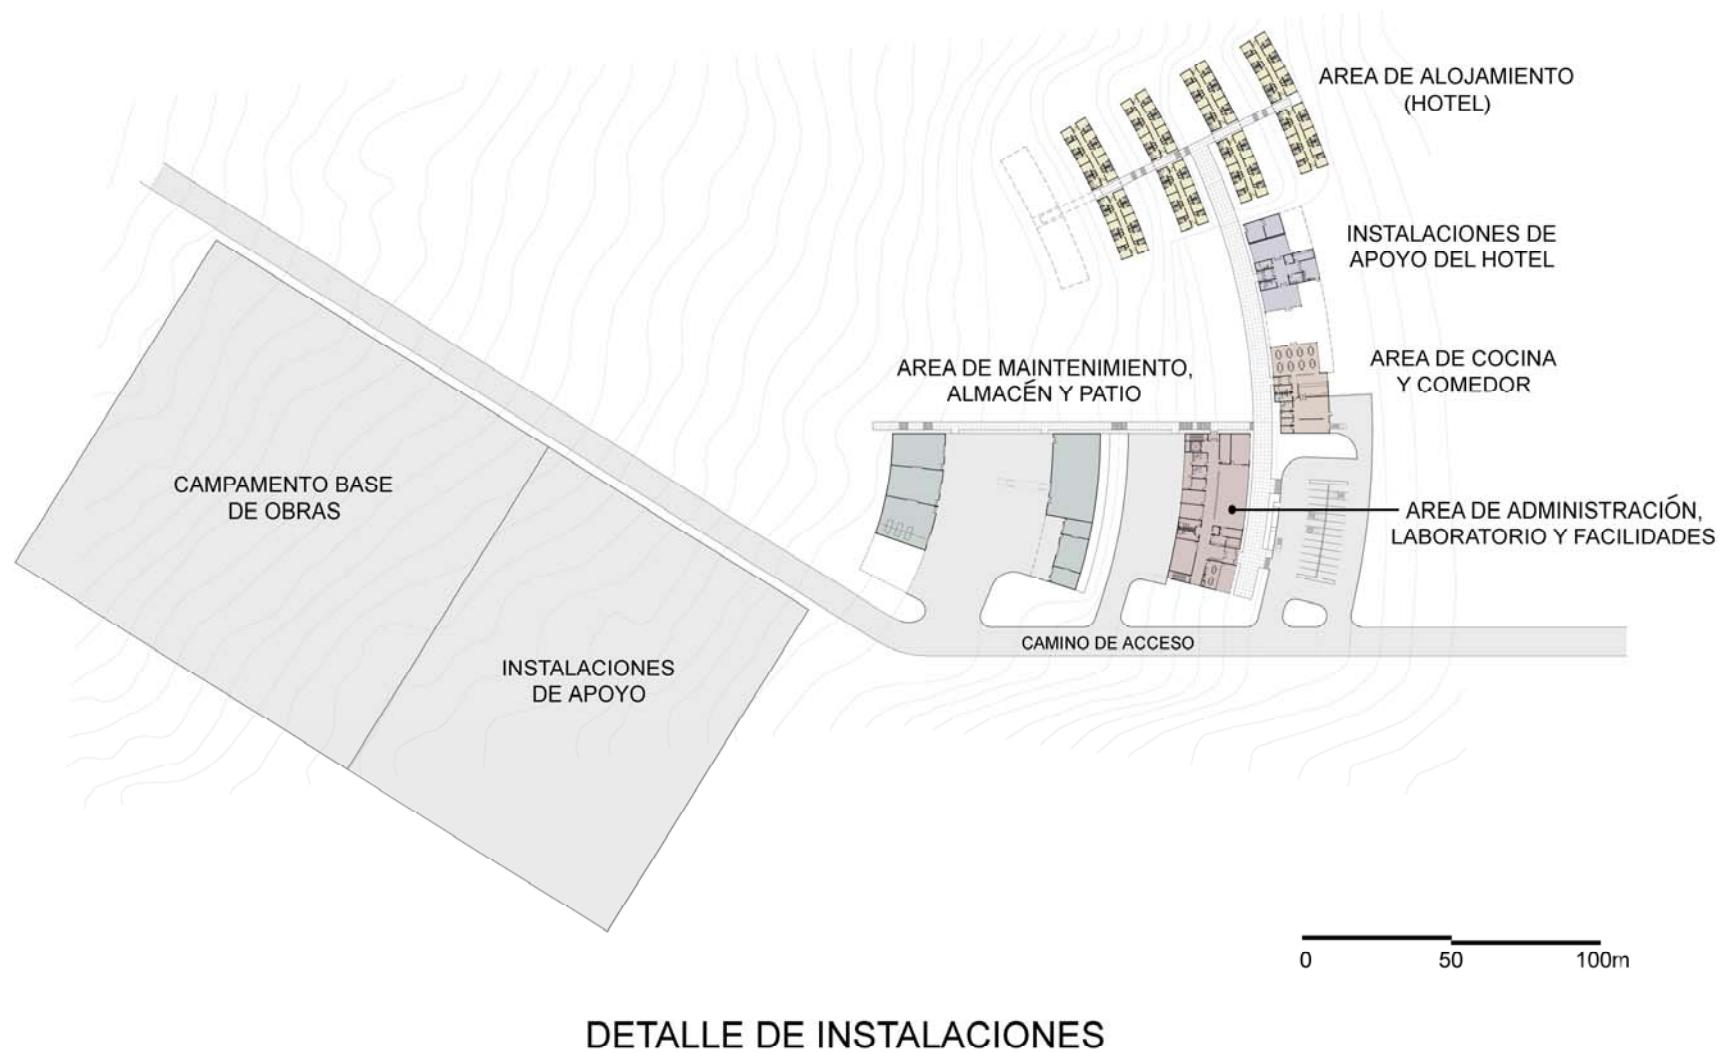 AREA DE ALOJAMIENTO
(HOTEL)
INSTALACIONES DE
APOYO DEL HOTEL
AREA DE COCINA
Y COMEDOR
AREA DE MAINTENIMIENTO,
ALMACÉN Y PATIO
CAMPAMENTO BASE
DE OBRAS
AREA DE ADMINISTRACIÓN,
LABORATORIO Y FACILIDADES
CAMINO DE ACCESO
INSTALACIONES
DE APOYO
0 50 100m
DETALLE DE INSTALACIONES